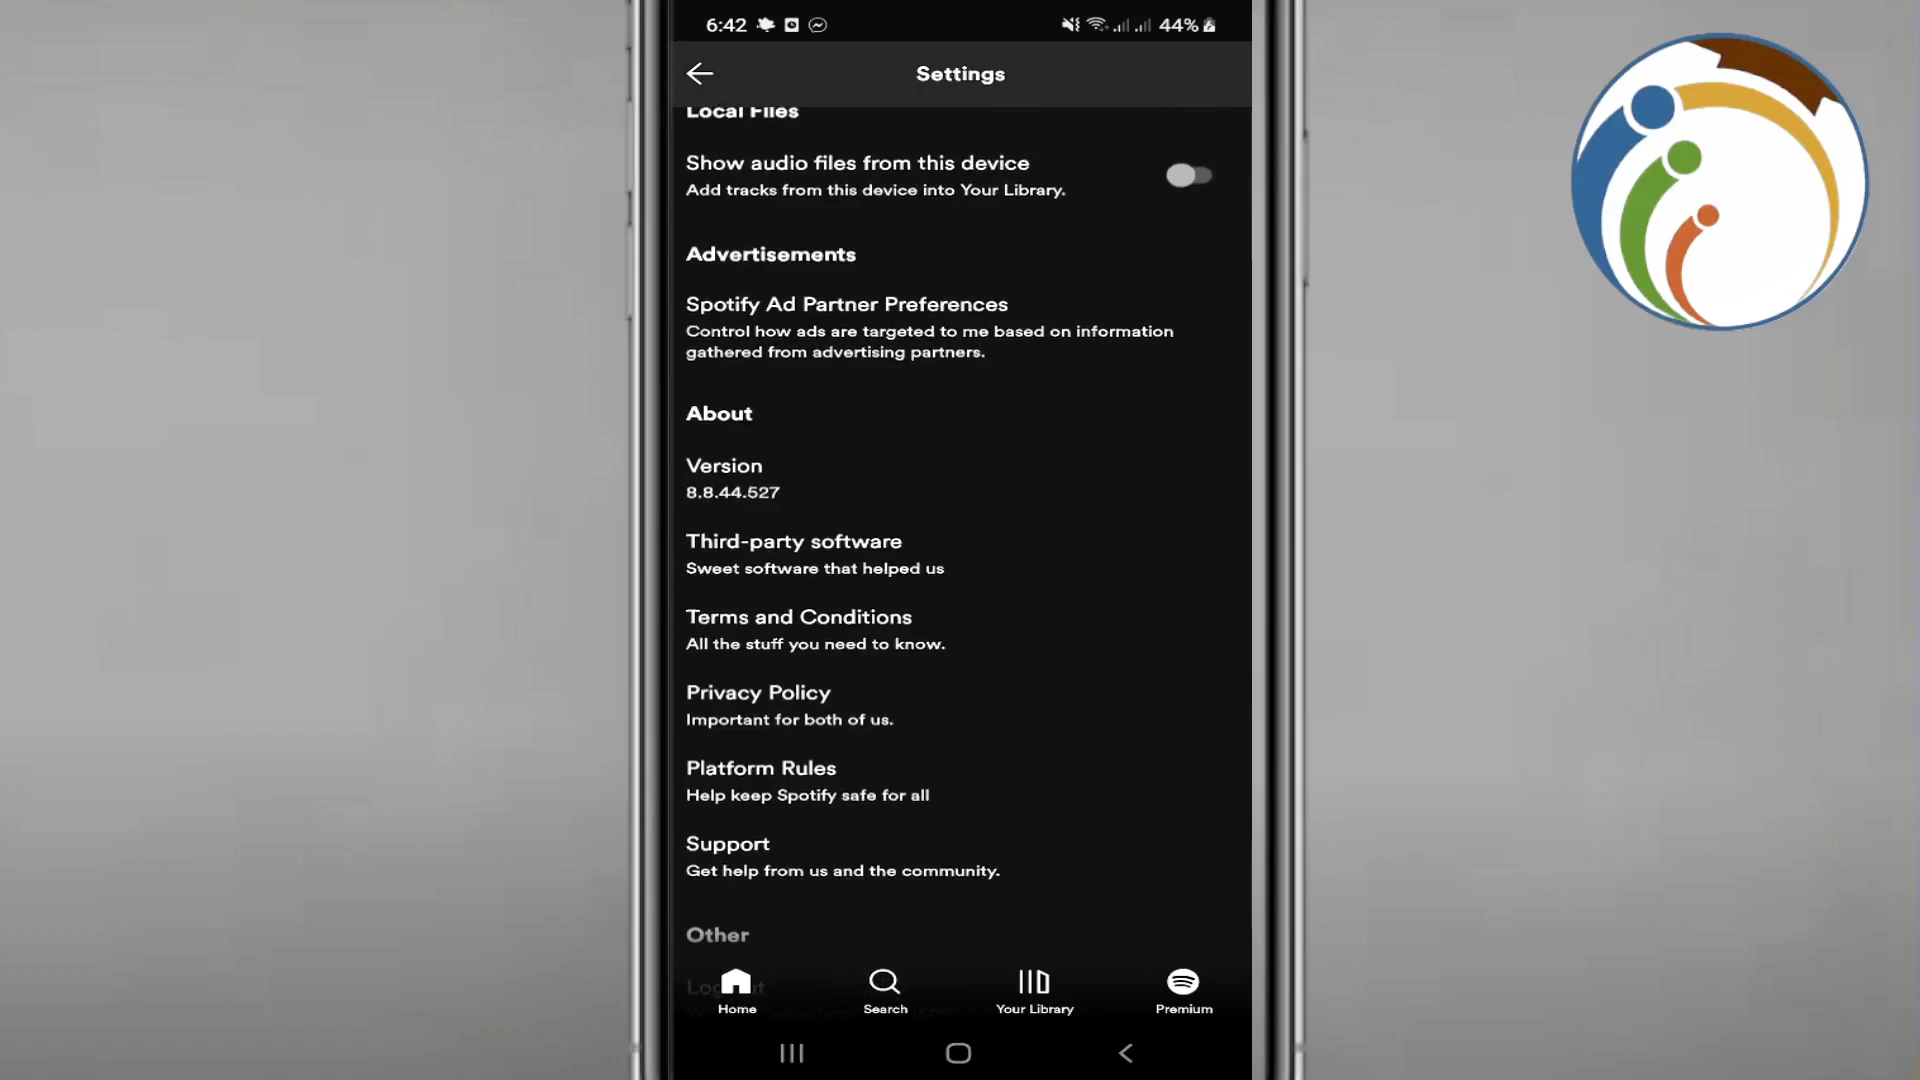 6:42
44%
Settings
Local Files
Show audio files from this device
Add tracks from this device into Your Library.
Advertisements
Spotify Ad Partner Preferences
Control how ads are targeted to me based on information
gathered from advertising partners.
About
Version
8.8.44.527
Third-party software
Sweet software that helped us
Terms and Conditions
All the stuff you need to know.
Privacy Policy
Important for both of us.
Platform Rules
Help keep Spotify safe for all
Support
Get help from us and the community.
Other
Home
Search
Your Library
Premium